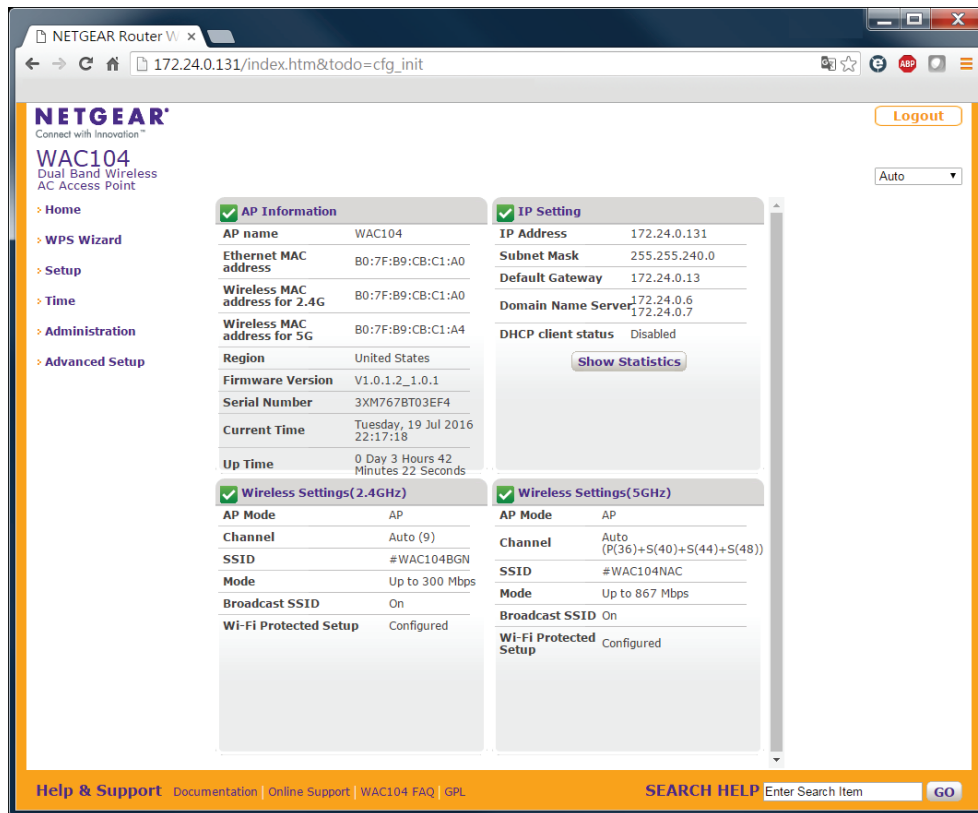 NETGEAR Router W
172.24.0.131/index.htm&todo=cfg_init
ABP
NETGEAR®
Connect with Innovation™
Logout
WAC104
Dual Band Wireless
AC Access Point
Auto
Home
WPS Wizard
Setup
Time
Administration
Advanced Setup
AP Information
AP name WAC104
Ethernet MAC
address B0:7F:B9:CB:C1:A0
Wireless MAC
address for 2.4G B0:7F:B9:CB:C1:A0
Wireless MAC
address for 5G B0:7F:B9:CB:C1:A4
Region United States
Firmware Version V1.0.1.2_1.0.1
Serial Number 3XM767BT03EF4
Current Time Tuesday, 19 Jul 2016
22:17:18
Up Time 0 Day 3 Hours 42
Minutes 22 Seconds
IP Setting
IP Address 172.24.0.131
Subnet Mask 255.255.240.0
Default Gateway 172.24.0.13
Domain Name Server 172.24.0.6
172.24.0.7
DHCP client status Disabled
Show Statistics
Wireless Settings(2.4GHz)
AP Mode AP
Channel Auto (9)
SSID #WAC104BGN
Mode Up to 300 Mbps
Broadcast SSID On
Wi-Fi Protected Setup Configured
Wireless Settings(5GHz)
AP Mode AP
Channel Auto
(P(36)+S(40)+S(44)+S(48))
SSID #WAC104NAC
Mode Up to 867 Mbps
Broadcast SSID On
Wi-Fi Protected
Setup Configured
Help & Support Documentation | Online Support | WAC104 FAQ | GPL
SEARCH HELP Enter Search Item GO